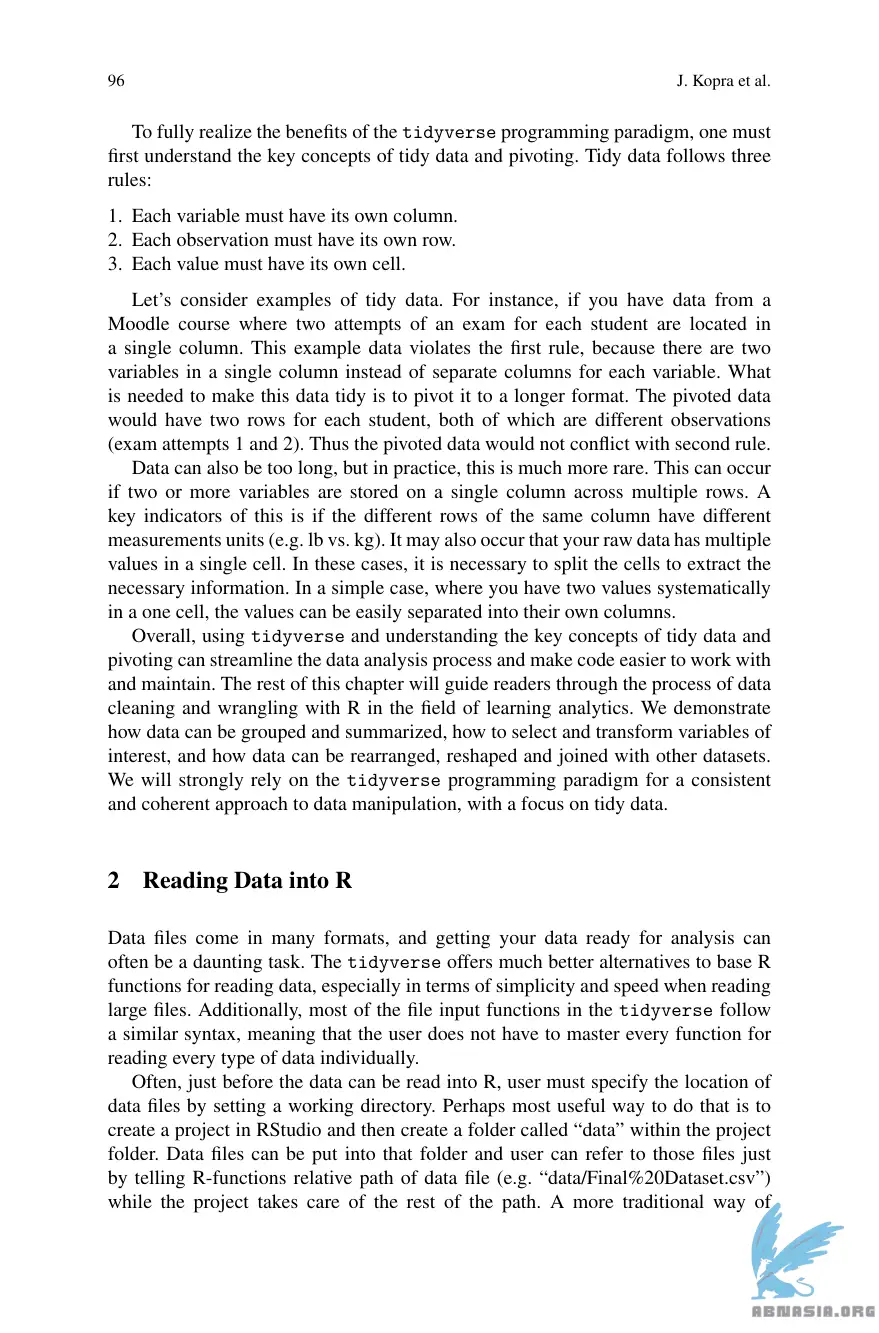 96
J. Kopra et al.
To fully realize the benefits of the tidyverse programming paradigm, one must
first understand the key concepts of tidy data and pivoting. Tidy data follows three
rules:
1. Each variable must have its own column.
2. Each observation must have its own row.
3. Each value must have its own cell.
Let’s consider examples of tidy data. For instance, if you have data from a
Moodle course where two attempts of an exam for each student are located in
a single column. This example data violates the first rule, because there are two
variables in a single column instead of separate columns for each variable. What
is needed to make this data tidy is to pivot it to a longer format. The pivoted data
would have two rows for each student, both of which are different observations
(exam attempts 1 and 2). Thus the pivoted data would not conflict with second rule.
Data can also be too long, but in practice, this is much more rare. This can occur
if two or more variables are stored on a single column across multiple rows. A
key indicators of this is if the different rows of the same column have different
measurements units (e.g. lb vs. kg). It may also occur that your raw data has multiple
values in a single cell. In these cases, it is necessary to split the cells to extract the
necessary information. In a simple case, where you have two values systematically
in a one cell, the values can be easily separated into their own columns.
Overall, using tidyverse and understanding the key concepts of tidy data and
pivoting can streamline the data analysis process and make code easier to work with
and maintain. The rest of this chapter will guide readers through the process of data
cleaning and wrangling with R in the field of learning analytics. We demonstrate
how data can be grouped and summarized, how to select and transform variables of
interest, and how data can be rearranged, reshaped and joined with other datasets.
We will strongly rely on the tidyverse programming paradigm for a consistent
and coherent approach to data manipulation, with a focus on tidy data.
2 Reading Data into R
Data files come in many formats, and getting your data ready for analysis can
often be a daunting task. The tidyverse offers much better alternatives to base R
functions for reading data, especially in terms of simplicity and speed when reading
large files. Additionally, most of the file input functions in the tidyverse follow
a similar syntax, meaning that the user does not have to master every function for
reading every type of data individually.
Often, just before the data can be read into R, user must specify the location of
data files by setting a working directory. Perhaps most useful way to do that is to
create a project in RStudio and then create a folder called “data” within the project
folder. Data files can be put into that folder and user can refer to those files just
by telling R-functions relative path of data file (e.g. “data/Final%20Dataset.csv”)
while the project takes care of the rest of the path. A more traditional way of
ABNASIA.ORG